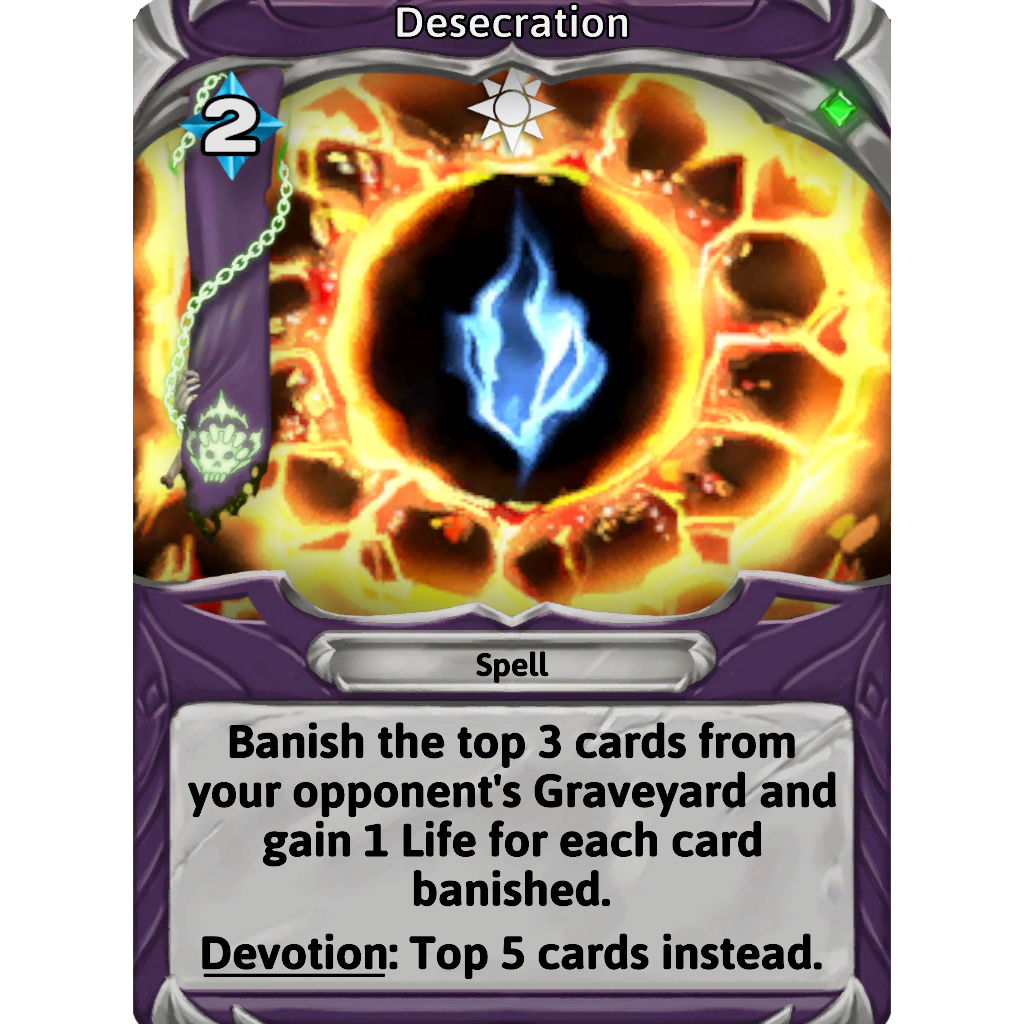 Desecration
2
Spell
Banish the top 3 cards from
your opponent's Graveyard and
gain 1 Life for each card
banished.
Devotion: Top 5 cards instead.